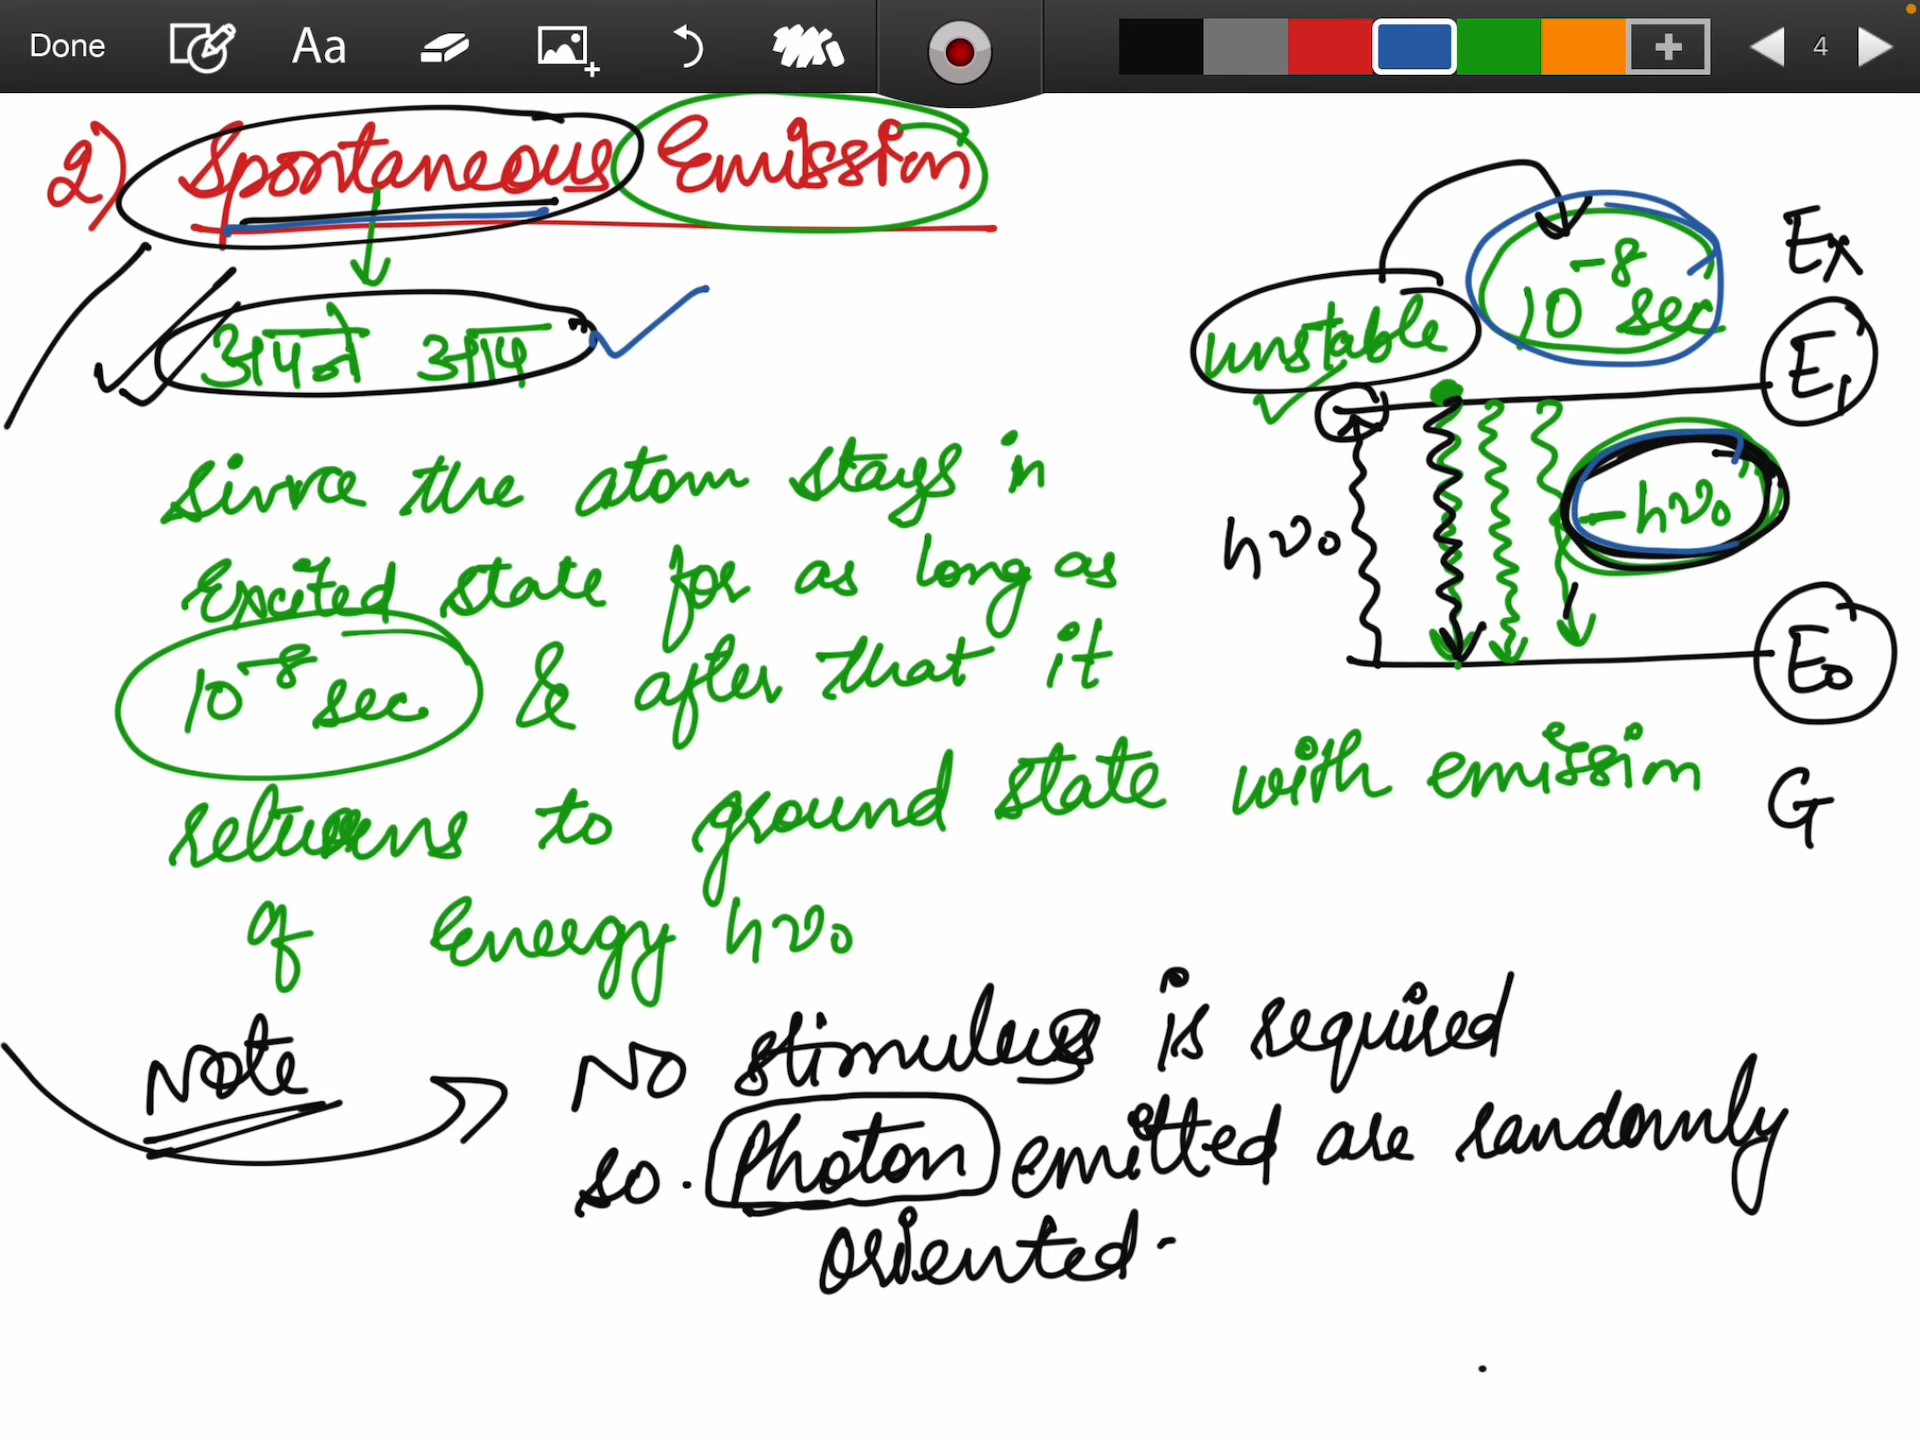 Done Aa 4
2) Spontaneous Emission
अपने आप
unstable
10⁻⁸ sec
Ex
E₁
hν₀
-hν₀
E₀
G
Since the atom stays in
Excited state for as long as
10⁻⁸ sec & after that it
returns to ground state with emission
of Energy hν₀
Note
No stimulus is required
so. Photon emitted are randomly
oriented.